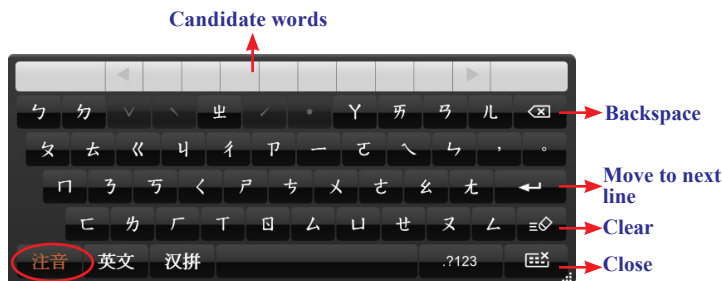 Candidate words
ㄅ ㄉ ˇ ˋ ㄓ ˊ ˙ ㄚ ㄞ ㄢ ㄦ Backspace
ㄆ ㄊ ㄍ ㄐ ㄔ ㄗ ㄧ ㄛ ㄟ ㄣ ， 。
ㄇ ㄋ ㄎ ㄑ ㄕ ㄘ ㄨ ㄜ ㄠ ㄤ Move to next
line
ㄈ ㄌ ㄏ ㄒ ㄖ ㄙ ㄩ ㄝ ㄡ ㄥ Clear
注音 英文 汉拼 .?123 Close